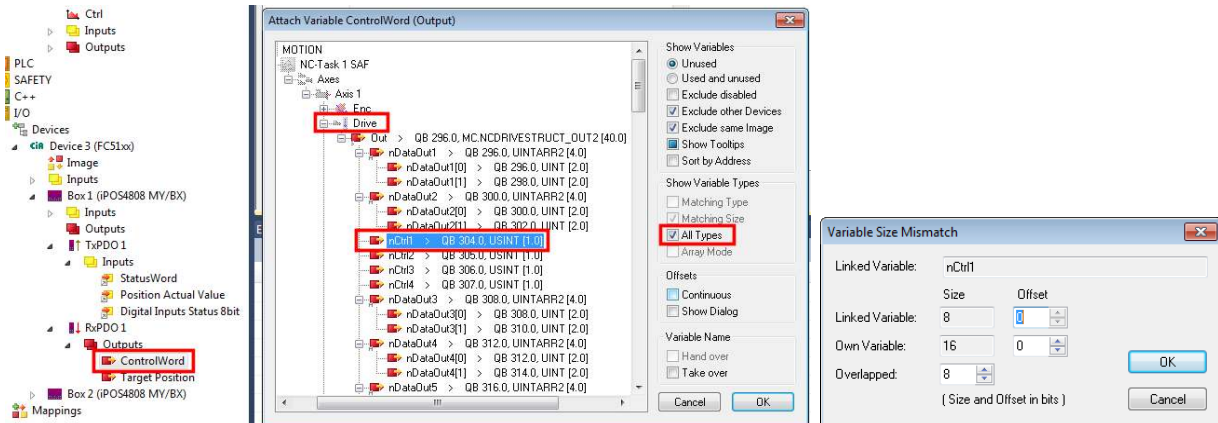 Ctrl
Inputs
Outputs
PLC
SAFETY
C++
I/O
Devices
Device 3 (FC51xx)
Image
Inputs
Box 1 (iPOS4808 MY/BX)
Inputs
Outputs
TxPDO 1
Inputs
StatusWord
Position Actual Value
Digital Inputs Status 8bit
RxPDO 1
Outputs
ControlWord
Target Position
Box 2 (iPOS4808 MY/BX)
Mappings
Attach Variable ControlWord (Output)
MOTION
NC-Task 1 SAF
Axes
Axis 1
Enc
Drive
Out > QB 296.0, MC.NCDRIVESTRUCT_OUT2 [40.0]
nDataOut1 > QB 296.0, UINTARR2 [4.0]
nDataOut1[0] > QB 296.0, UINT [2.0]
nDataOut1[1] > QB 298.0, UINT [2.0]
nDataOut2 > QB 300.0, UINTARR2 [4.0]
nDataOut2[0] > QB 300.0, UINT [2.0]
nDataOut2[1] > QB 302.0, UINT [2.0]
nCtrl1 > QB 304.0, USINT [1.0]
nCtrl2 > QB 305.0, USINT [1.0]
nCtrl3 > QB 306.0, USINT [1.0]
nCtrl4 > QB 307.0, USINT [1.0]
nDataOut3 > QB 308.0, UINTARR2 [4.0]
nDataOut3[0] > QB 308.0, UINT [2.0]
nDataOut3[1] > QB 310.0, UINT [2.0]
nDataOut4 > QB 312.0, UINTARR2 [4.0]
nDataOut4[0] > QB 312.0, UINT [2.0]
nDataOut4[1] > QB 314.0, UINT [2.0]
nDataOut5 > QB 316.0, UINTARR2 [4.0]
Show Variables
Unused
Used and unused
Exclude disabled
Exclude other Devices
Exclude same Image
Show Tooltips
Sort by Address
Show Variable Types
Matching Type
Matching Size
All Types
Array Mode
Offsets
Continuous
Show Dialog
Variable Name
Hand over
Take over
Cancel
OK
Variable Size Mismatch
Linked Variable: nCtrl1
Size Offset
Linked Variable: 8 0
Own Variable: 16 0
Overlapped: 8
( Size and Offset in bits )
OK
Cancel